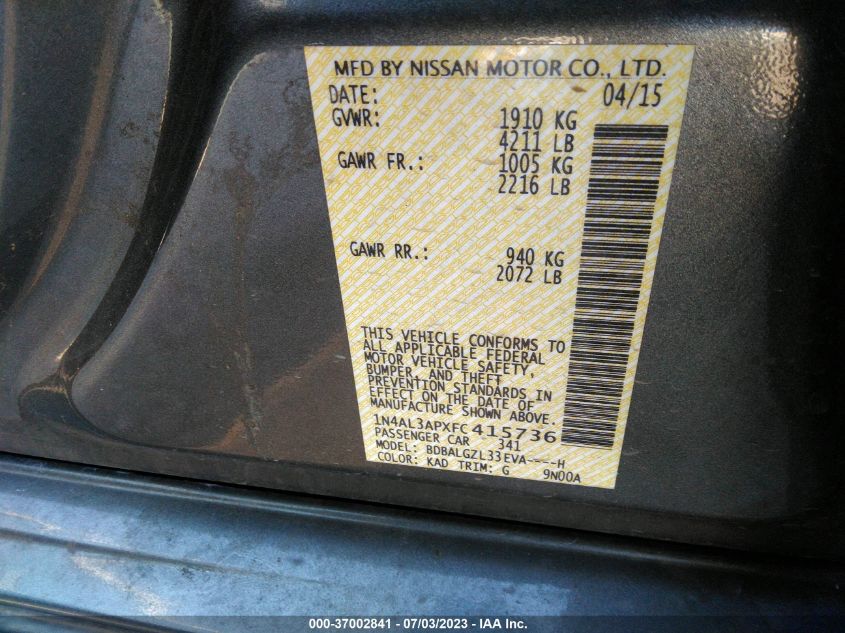 MFD BY NISSAN MOTOR CO., LTD.
DATE: 04/15
GVWR: 1910 KG
4211 LB
GAWR FR.: 1005 KG
2216 LB
GAWR RR.: 940 KG
2072 LB
THIS VEHICLE CONFORMS TO
ALL APPLICABLE FEDERAL
MOTOR VEHICLE SAFETY,
BUMPER, AND THEFT
PREVENTION STANDARDS IN
EFFECT ON THE DATE OF
MANUFACTURE SHOWN ABOVE.
1N4AL3APXFC415736
PASSENGER CAR 341
MODEL: BDBALGZL33EVA----H
COLOR: KAD TRIM: G 9N00A
000-37002841 - 07/03/2023 - IAA Inc.